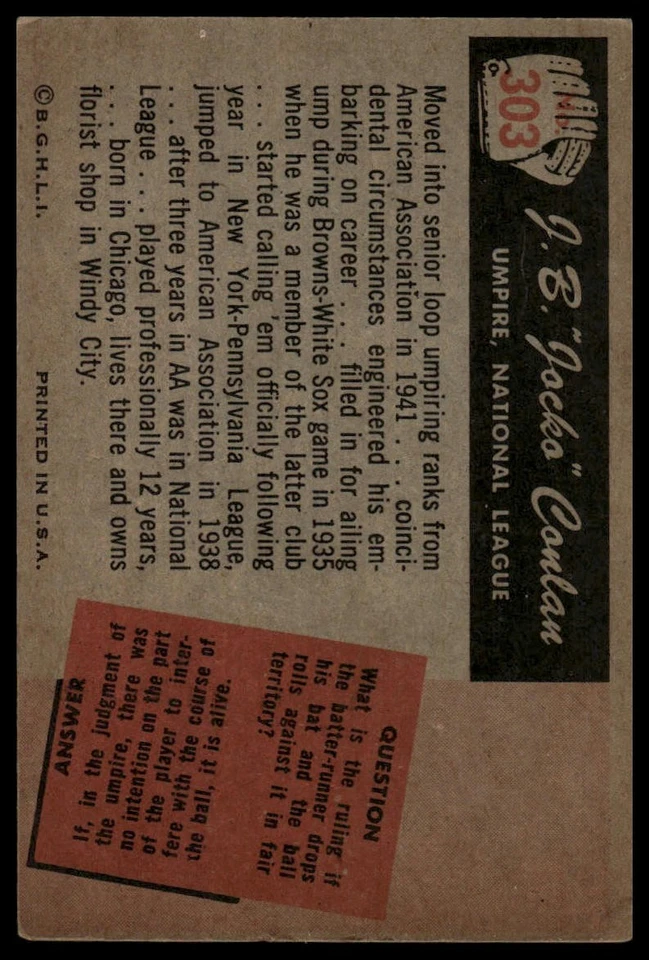 No. 303
J. B. "Jocko" Conlan
UMPIRE, NATIONAL LEAGUE
Moved into senior loop umpiring ranks from
American Association in 1941 . . . coinci-
dental circumstances engineered his em-
barking on career . . . filled in for ailing
ump during Browns-White Sox game in 1935
when he was a member of the latter club
. . . started calling 'em officially following
year in New York-Pennsylvania League,
jumped to American Association in 1938
. . . after three years in AA was in National
League . . . played professionally 12 years,
. . . born in Chicago, lives there and owns
florist shop in Windy City.
QUESTION
What is the ruling if
the batter-runner drops
his bat and the ball
rolls against it in fair
territory?
ANSWER
If, in the judgment of
the umpire, there was
no intention on the part
of the player to inter-
fere with the course of
the ball, it is alive.
© B.G.H.L.I.
PRINTED IN U.S.A.